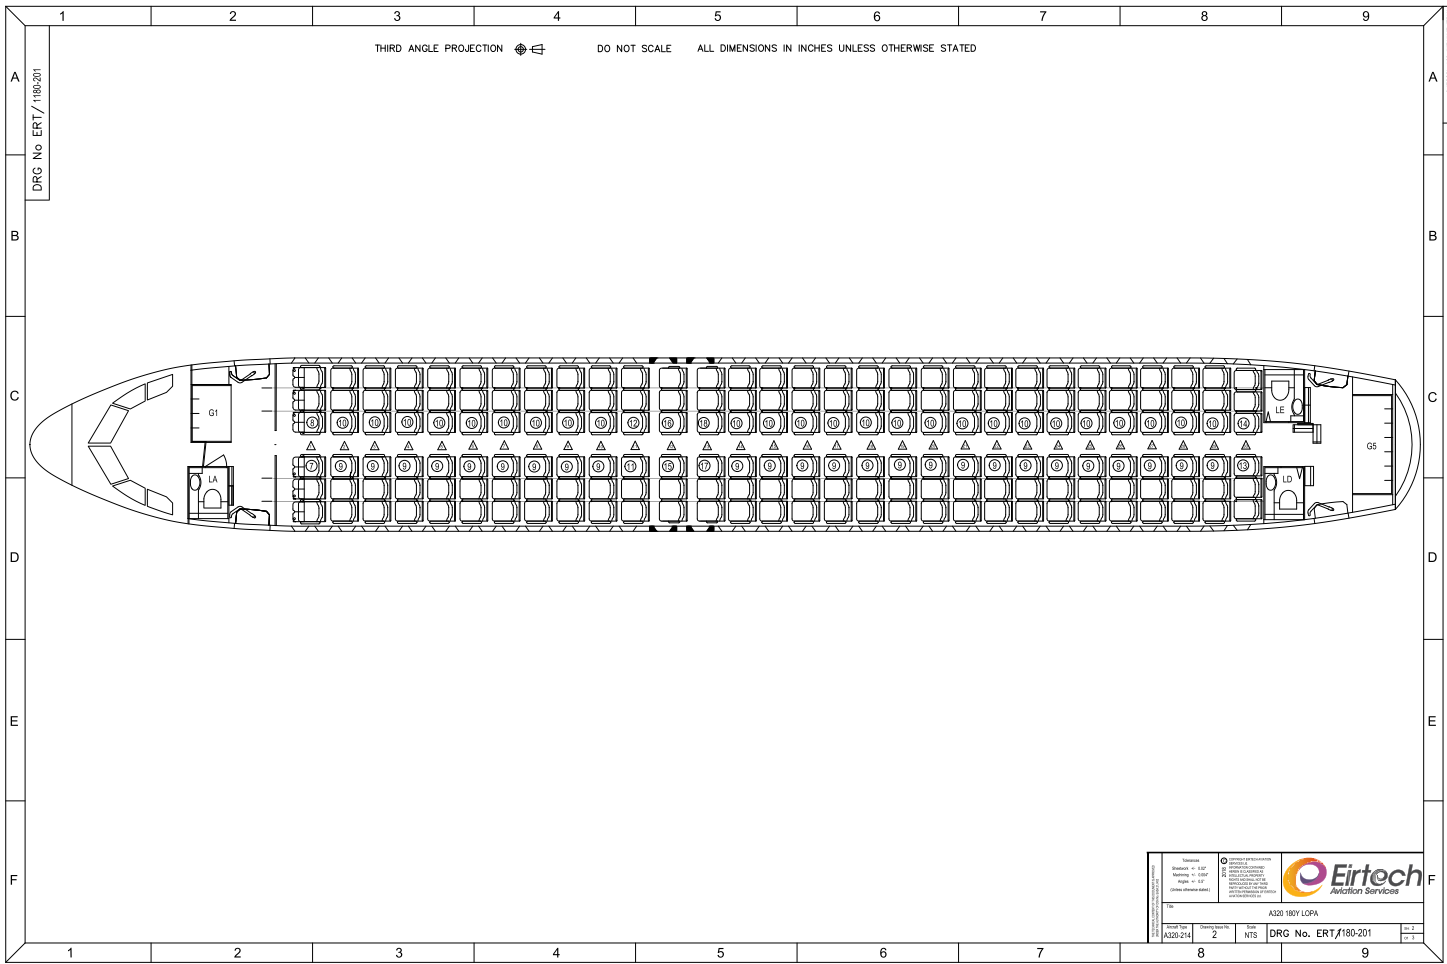 1 2 3 4 5 6 7 8 9
THIRD ANGLE PROJECTION DO NOT SCALE ALL DIMENSIONS IN INCHES UNLESS OTHERWISE STATED
A A
DRG No ERT/1180-201
B B
C C
G1
8 10 10 10 10 10 10 10 10 10 12 16 18 10 10 10 10 10 10 10 10 10 10 10 10 10 10 10 10 14
LE
G5
7 9 9 9 9 9 9 9 9 9 11 15 17 9 9 9 9 9 9 9 9 9 9 9 9 9 9 9 9 13
LA
LD
D D
E E
F F
Tolerances
Sheetwork +/- 0.02"
Machining +/- 0.004"
Angles +/- 0.5°
(Unless otherwise stated.)
Eirtech
Aviation Services
Title
A320 180Y LOPA
Aircraft Type
A320-214
Drawing Issue No.
2
Scale
NTS
DRG No. ERT/1180-201
SH 2
OF 3
1 2 3 4 5 6 7 8 9